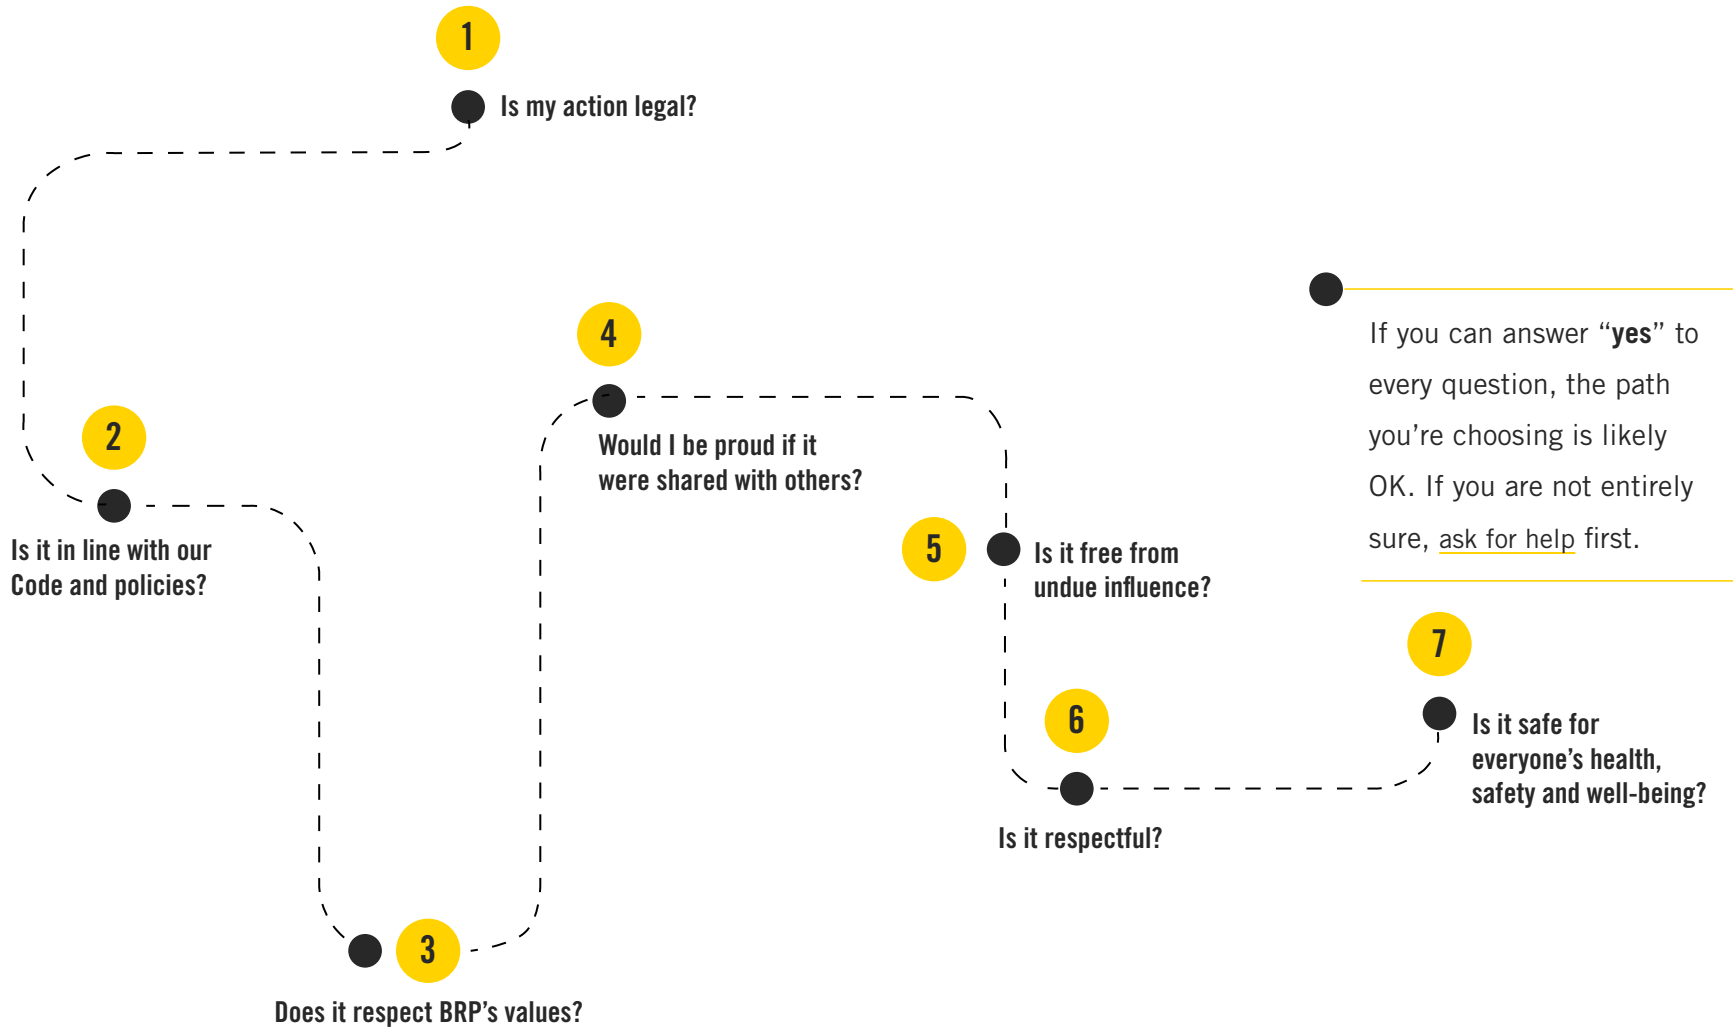 1
Is my action legal?
2
Is it in line with our
Code and policies?
3
Does it respect BRP’s values?
4
Would I be proud if it
were shared with others?
5
Is it free from
undue influence?
6
Is it respectful?
7
Is it safe for
everyone’s health,
safety and well-being?
If you can answer “yes” to
every question, the path
you’re choosing is likely
OK. If you are not entirely
sure, ask for help first.